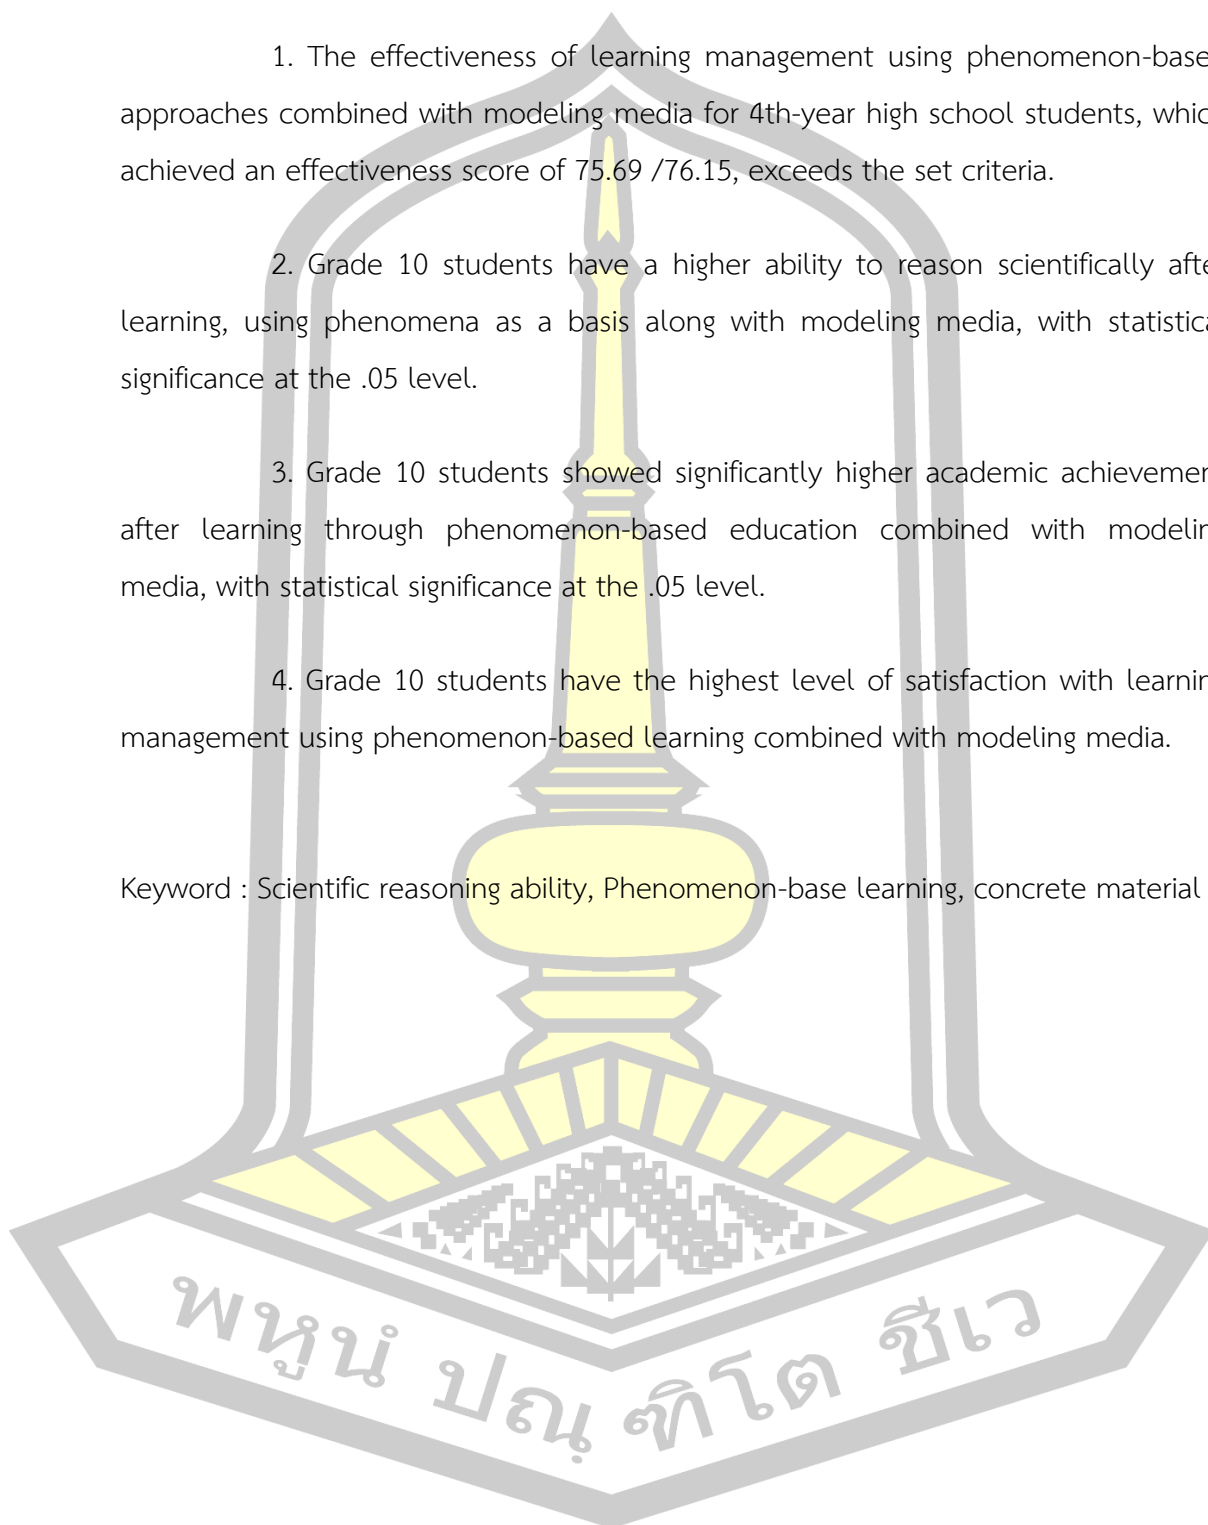 1. The effectiveness of learning management using phenomenon-base
approaches combined with modeling media for 4th-year high school students, whic
achieved an effectiveness score of 75.69 /76.15, exceeds the set criteria.
2. Grade 10 students have a higher ability to reason scientifically afte
learning, using phenomena as a basis along with modeling media, with statistica
significance at the .05 level.
3. Grade 10 students showed significantly higher academic achievemen
after learning through phenomenon-based education combined with modelin
media, with statistical significance at the .05 level.
4. Grade 10 students have the highest level of satisfaction with learnin
management using phenomenon-based learning combined with modeling media.
Keyword : Scientific reasoning ability, Phenomenon-base learning, concrete material
พหูนํ ปณฺฑิโต ชีเว